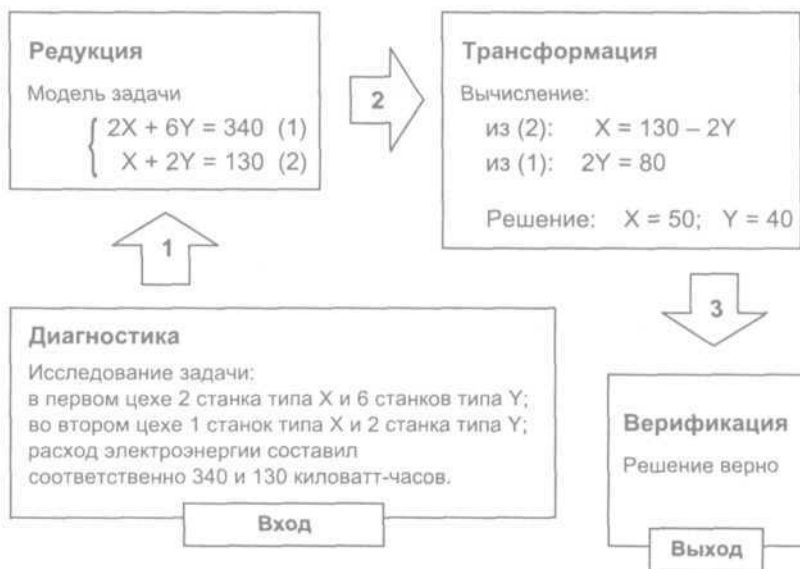 Редукция
Модель задачи
2X + 6Y = 340 (1)
X + 2Y = 130 (2)
2
Трансформация
Вычисление:
из (2): X = 130 – 2Y
из (1): 2Y = 80
Решение: X = 50; Y = 40
1
3
Диагностика
Исследование задачи:
в первом цехе 2 станка типа X и 6 станков типа Y;
во втором цехе 1 станок типа X и 2 станка типа Y;
расход электроэнергии составил
соответственно 340 и 130 киловатт-часов.
Вход
Верификация
Решение верно
Выход